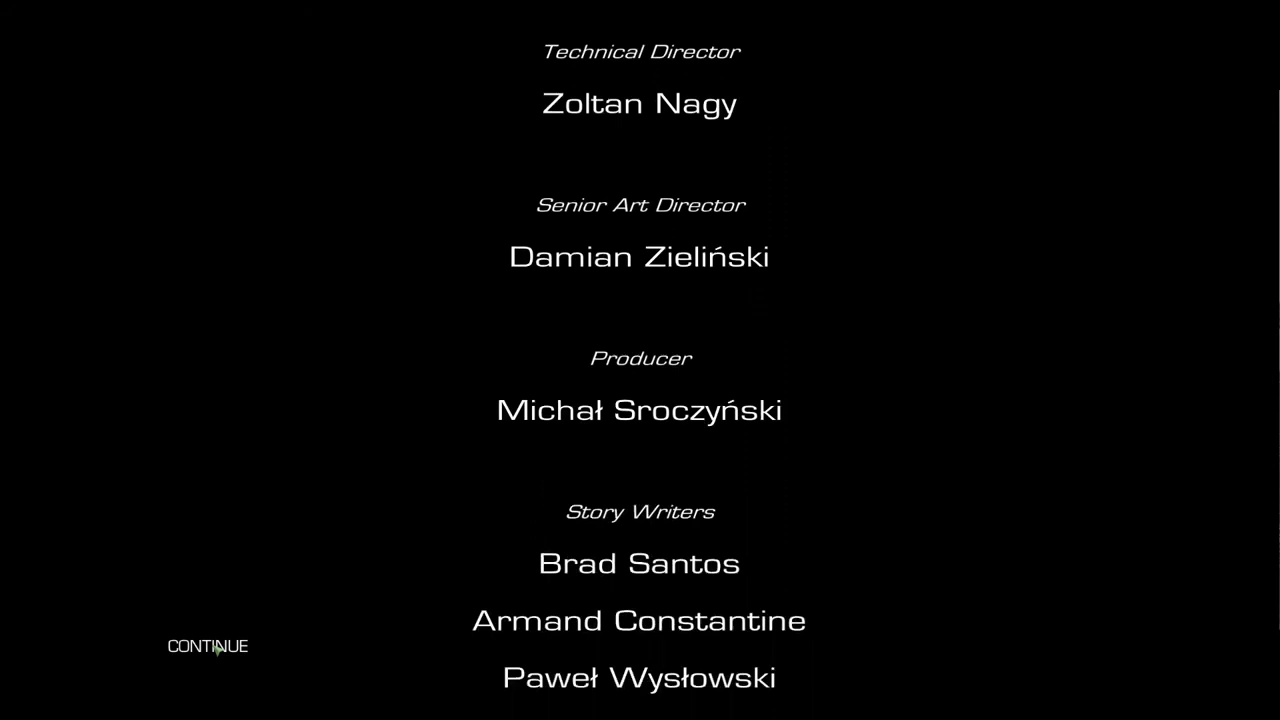 Technical Director
Zoltan Nagy
Senior Art Director
Damian Zieliński
Producer
Michał Sroczyński
Story Writers
Brad Santos
Armand Constantine
CONTINUE
Paweł Wysłowski